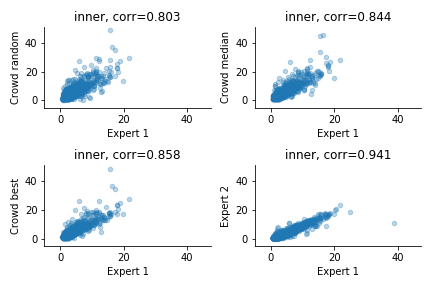 inner, corr=0.803
Crowd random
40
20
0
0 20 40
Expert 1
inner, corr=0.844
Crowd median
40
20
0
0 20 40
Expert 1
inner, corr=0.858
Crowd best
40
20
0
0 20 40
Expert 1
inner, corr=0.941
Expert 2
40
20
0
0 20 40
Expert 1